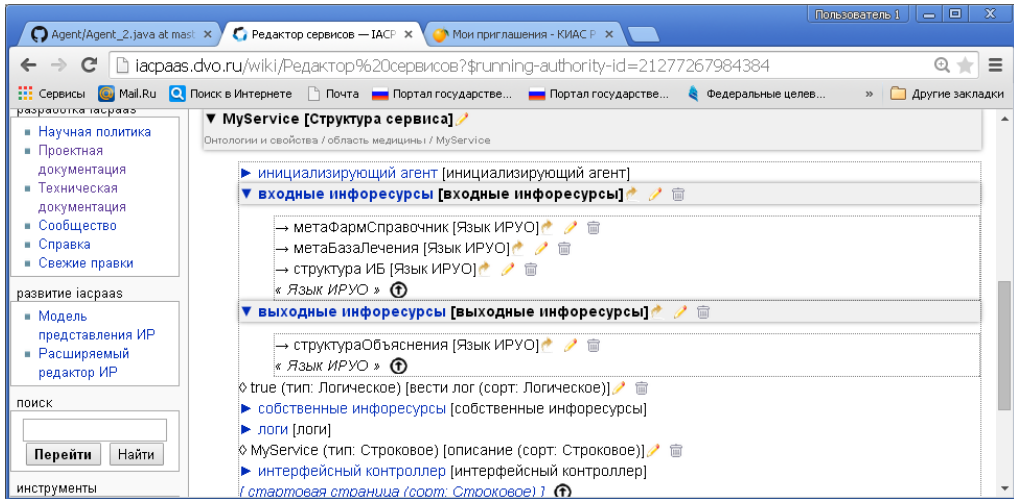 Пользователь 1
Agent/Agent_2.java at mast
Редактор сервисов — IACP
Мои приглашения - КИАС Р
iacpaas.dvo.ru/wiki/Редактор%20сервисов?$running-authority-id=21277267984384
Сервисы Mail.Ru Поиск в Интернете Почта Портал государстве... Портал государстве... Федеральные целев... » Другие закладки
разработка iacpaas
Научная политика
Проектная
документация
Техническая
документация
Сообщество
Справка
Свежие правки
развитие iacpaas
Модель
представления ИР
Расширяемый
редактор ИР
поиск
Перейти Найти
инструменты
▼ MyService [Структура сервиса]
Онтологии и свойства / область медицины / MyService
► инициализирующий агент [инициализирующий агент]
▼ входные инфоресурсы [входные инфоресурсы]
→ метаФармСправочник [Язык ИРУО]
→ метаБазаЛечения [Язык ИРУО]
→ структура ИБ [Язык ИРУО]
« Язык ИРУО »
▼ выходные инфоресурсы [выходные инфоресурсы]
→ структураОбъяснения [Язык ИРУО]
« Язык ИРУО »
◊ true (тип: Логическое) [вести лог (сорт: Логическое)]
► собственные инфоресурсы [собственные инфоресурсы]
► логи [логи]
◊ MyService (тип: Строковое) [описание (сорт: Строковое)]
► интерфейсный контроллер [интерфейсный контроллер]
[ стартовая страница (сорт: Строковое) ]